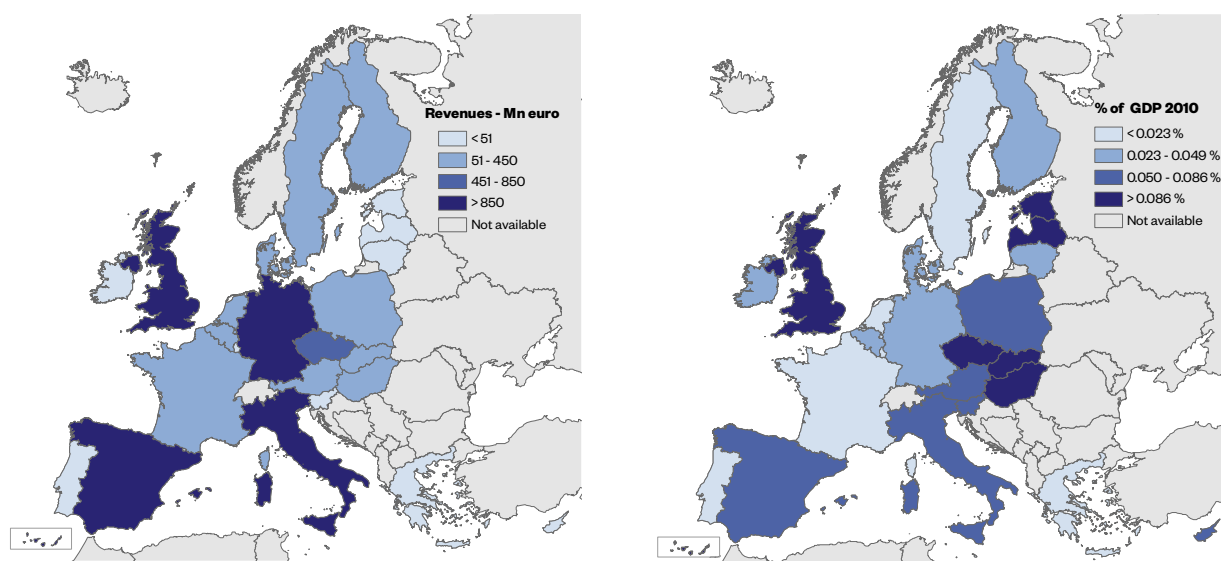 Revenues - Mn euro
< 51
51 - 450
451 - 850
> 850
Not available
% of GDP 2010
< 0.023 %
0.023 - 0.049 %
0.050 - 0.086 %
> 0.086 %
Not available